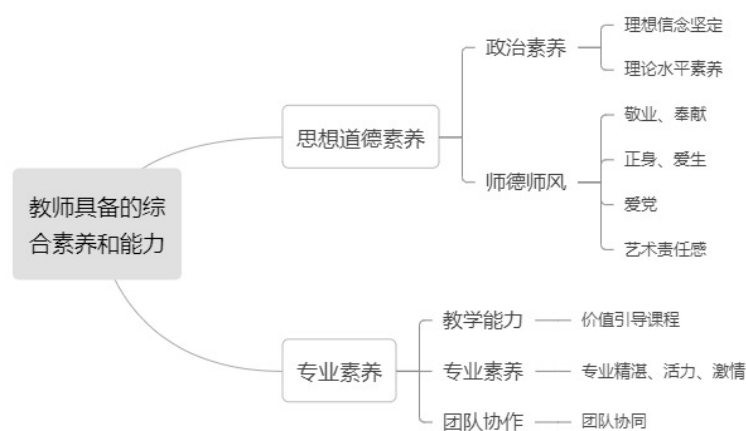 教师具备的综
合素养和能力
思想道德素养
政治素养
理想信念坚定
理论水平素养
师德师风
敬业、奉献
正身、爱生
爱党
艺术责任感
专业素养
教学能力
价值引导课程
专业素养
专业精湛、活力、激情
团队协作
团队协同